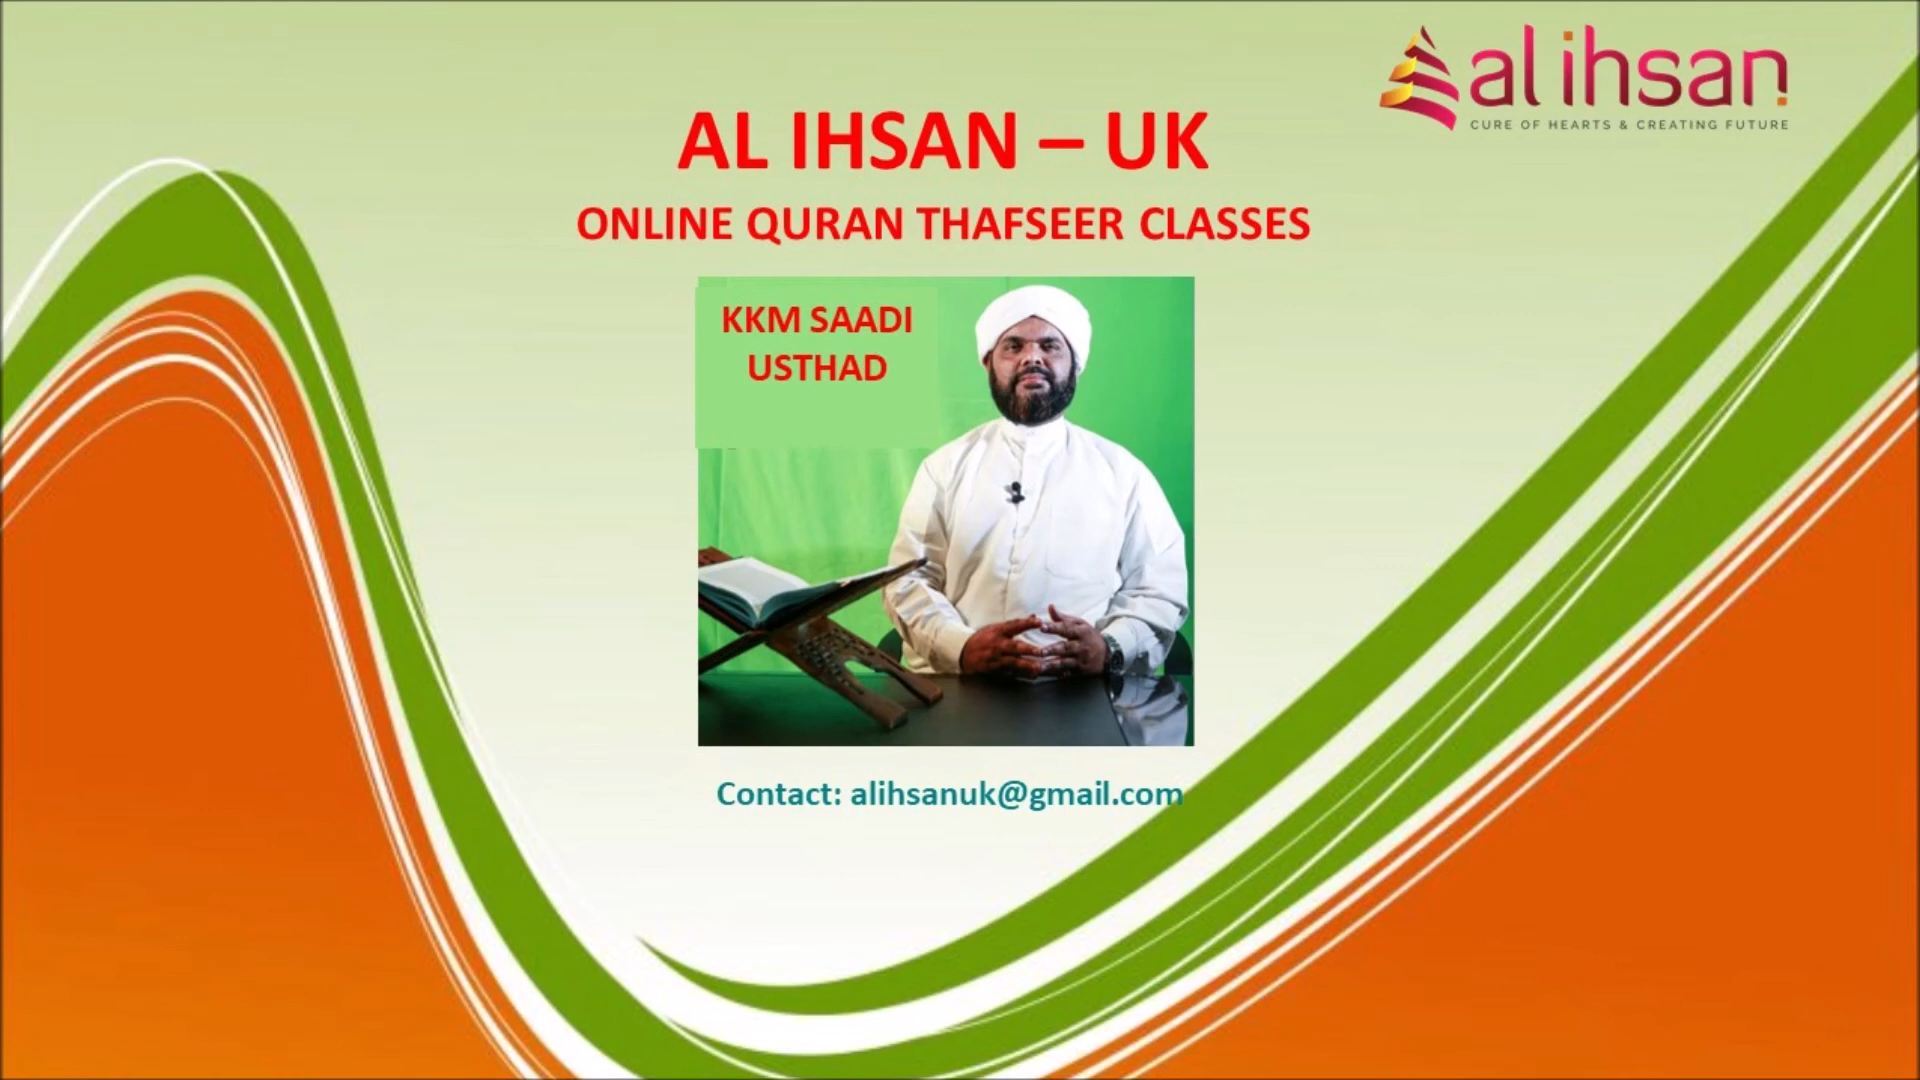 al ihsan
CURE OF HEARTS & CREATING FUTURE
AL IHSAN – UK
ONLINE QURAN THAFSEER CLASSES
KKM SAADI
USTHAD
Contact: alihsanuk@gmail.com